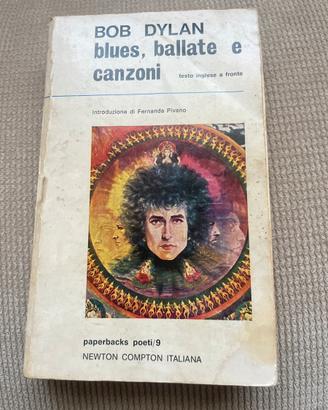 BOB DYLAN
blues, ballate e
canzoni testo inglese a fronte
Introduzione di Fernanda Pivano
paperbacks poeti/9
NEWTON COMPTON ITALIANA